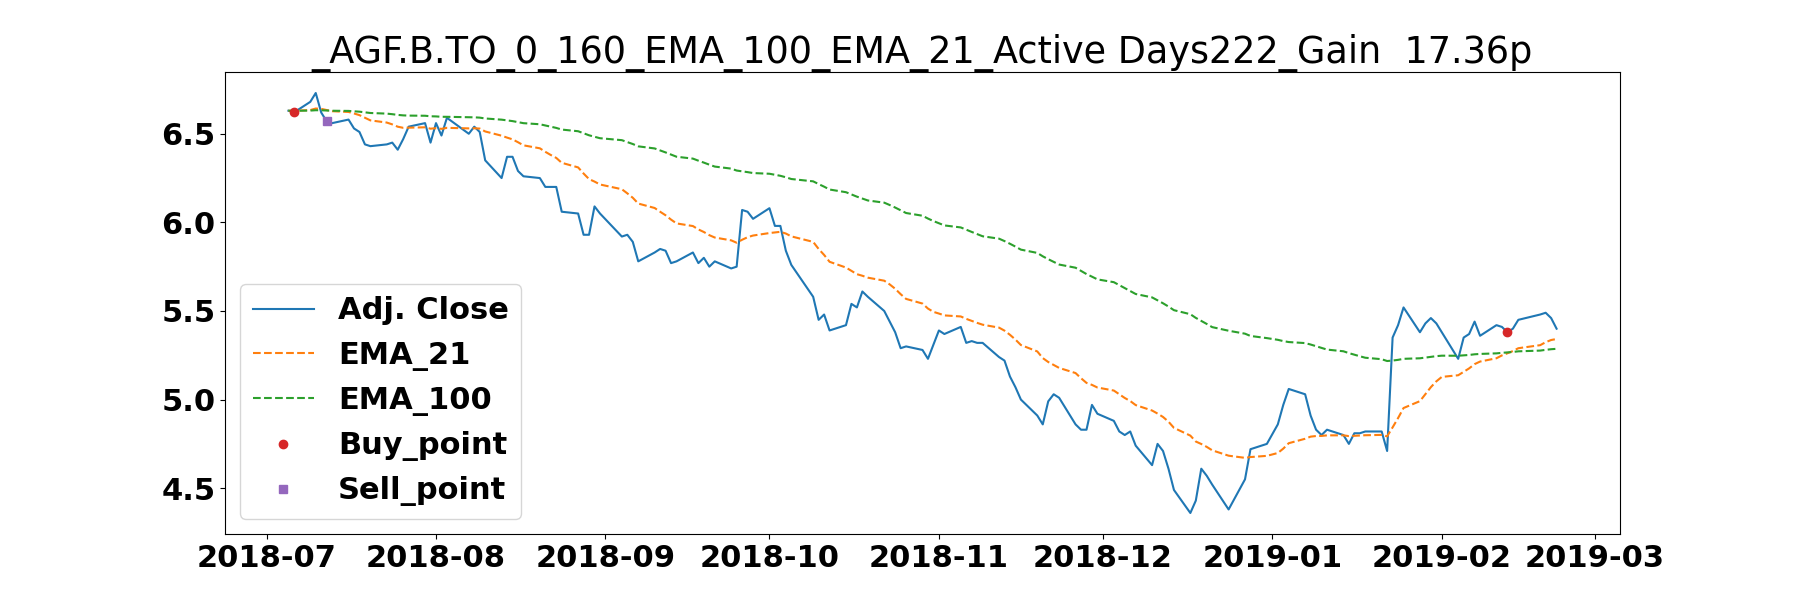 _AGF.B.TO_0_160_EMA_100_EMA_21_Active Days222_Gain  17.36p
6.5
6.0
5.5
5.0
4.5
Adj. Close
EMA_21
EMA_100
Buy_point
Sell_point
2018-07 2018-08 2018-09 2018-10 2018-11 2018-12 2019-01 2019-02 2019-03